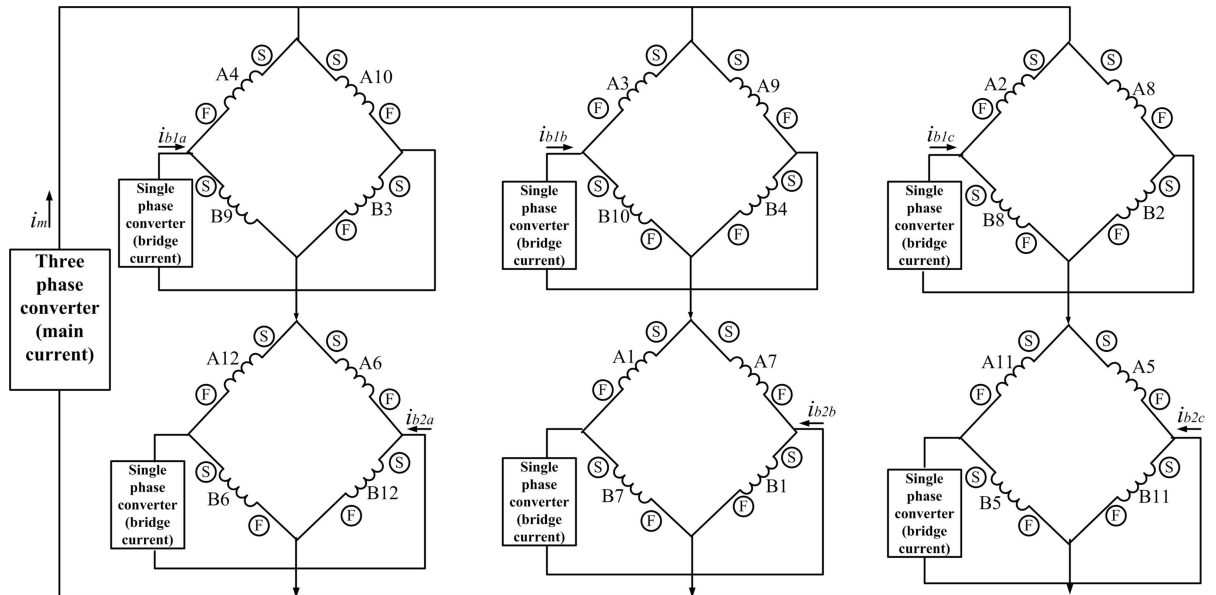 S S S S S S
A4 A10 A3 A9 A2 A8
F F F F F F
ib1a ib1b ib1c
S S S S S S
B9 B3 B10 B4 B8 B2
F F F F F
Single
phase
converter
(bridge
current)
Single
phase
converter
(bridge
current)
Single
phase
converter
(bridge
current)
im
Three
phase
converter
(main
current)
S S S S S S
A12 A6 A1 A7 A11 A5
F F F F F F
ib2a ib2b ib2c
S S S S S S
B6 B12 B7 B1 B5 B11
F F F F F F
Single
phase
converter
(bridge
current)
Single
phase
converter
(bridge
current)
Single
phase
converter
(bridge
current)